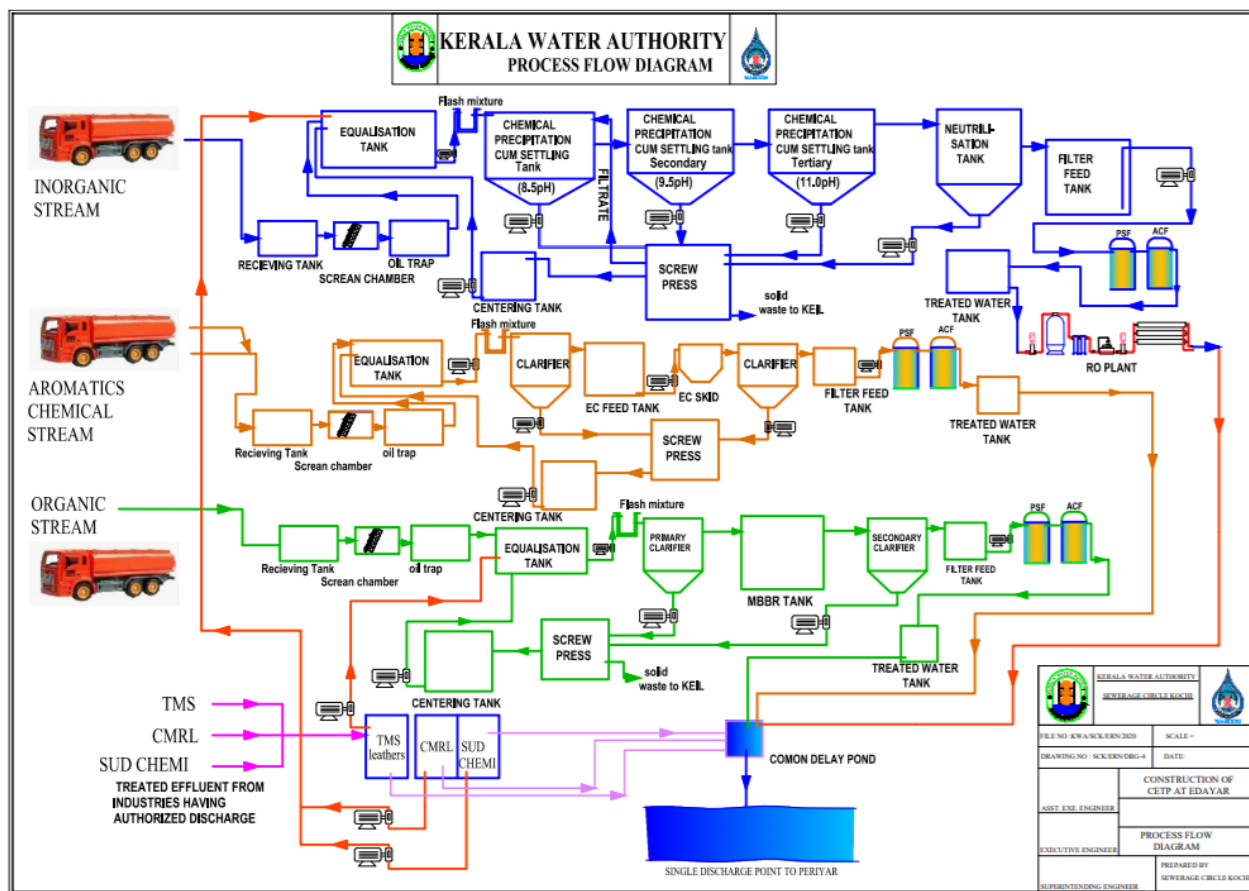 KERALA WATER AUTHORITY
PROCESS FLOW DIAGRAM
INORGANIC
STREAM
EQUALISATION
TANK
Flash mixture
CHEMICAL
PRECIPITATION
CUM SETTLING
Tank
(8.5pH)
CHEMICAL
PRECIPITATION
CUM SETTLING tank
Secondary
(9.5pH)
CHEMICAL
PRECIPITATION
CUM SETTLING tank
Tertiary
(11.0pH)
NEUTRILI-
SATION
TANK
FILTER
FEED
TANK
FILTRATE
RECIEVING TANK
SCREAN CHAMBER
OIL TRAP
CENTERING TANK
SCREW
PRESS
solid
waste to KEIL
PSF
ACF
TREATED WATER
TANK
RO PLANT
AROMATICS
CHEMICAL
STREAM
EQUALISATION
TANK
Flash mixture
CLARIFIER
EC FEED TANK
EC SKID
CLARIFIER
FILTER FEED
TANK
PSF
ACF
TREATED WATER
TANK
Recieving Tank
Screan chamber
oil trap
SCREW
PRESS
CENTERING TANK
ORGANIC
STREAM
Recieving Tank
Screan chamber
oil trap
EQUALISATION
TANK
Flash mixture
PRIMARY
CLARIFIER
MBBR TANK
SECONDARY
CLARIFIER
FILTER FEED
TANK
PSF
ACF
TREATED WATER
TANK
SCREW
PRESS
solid
waste to KEIL
CENTERING TANK
TMS
CMRL
SUD CHEMI
TREATED EFFLUENT FROM
INDUSTRIES HAVING
AUTHORIZED DISCHARGE
TMS
leathers
CMRL
SUD
CHEMI
COMON DELAY POND
SINGLE DISCHARGE POINT TO PERIYAR
KERALA WATER AUTHORITY
SEWERAGE CIRCLE KOCHI
FILE NO :KWA/SCK/ERN/2020
SCALE =
DRAWING NO : SCK/ERN/DRG-4
DATE:
CONSTRUCTION OF
CETP AT EDAYAR
ASST. EXE. ENGINEER
EXECUTIVE ENGINEER
PROCESS FLOW
DIAGRAM
PREPARED BY
SEWERAGE CIRCLE KOCHI
SUPERINTENDING ENGINEER